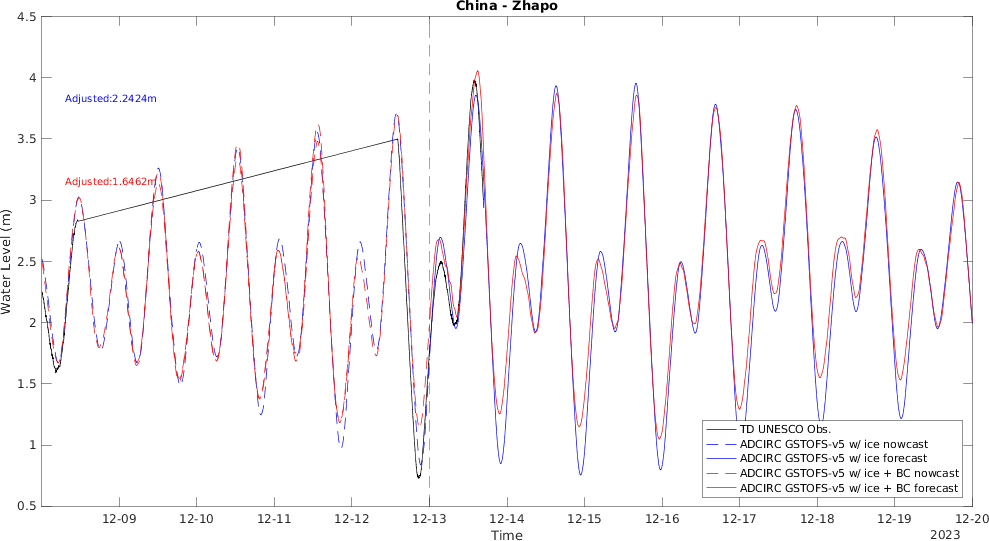 China - Zhapo
4.5
4
3.5
3
2.5
2
1.5
1
0.5
Water Level (m)
Adjusted:2.2424m
Adjusted:1.6462m
TD UNESCO Obs.
ADCIRC GSTOFS-v5 w/ ice nowcast
ADCIRC GSTOFS-v5 w/ ice forecast
ADCIRC GSTOFS-v5 w/ ice + BC nowcast
ADCIRC GSTOFS-v5 w/ ice + BC forecast
12-09 12-10 12-11 12-12 12-13 12-14 12-15 12-16 12-17 12-18 12-19 12-20
Time
2023